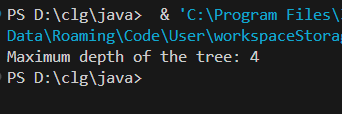 PS D:\clg\java>  & 'C:\Program Files\
Data\Roaming\Code\User\workspaceStorag
Maximum depth of the tree: 4
PS D:\clg\java>